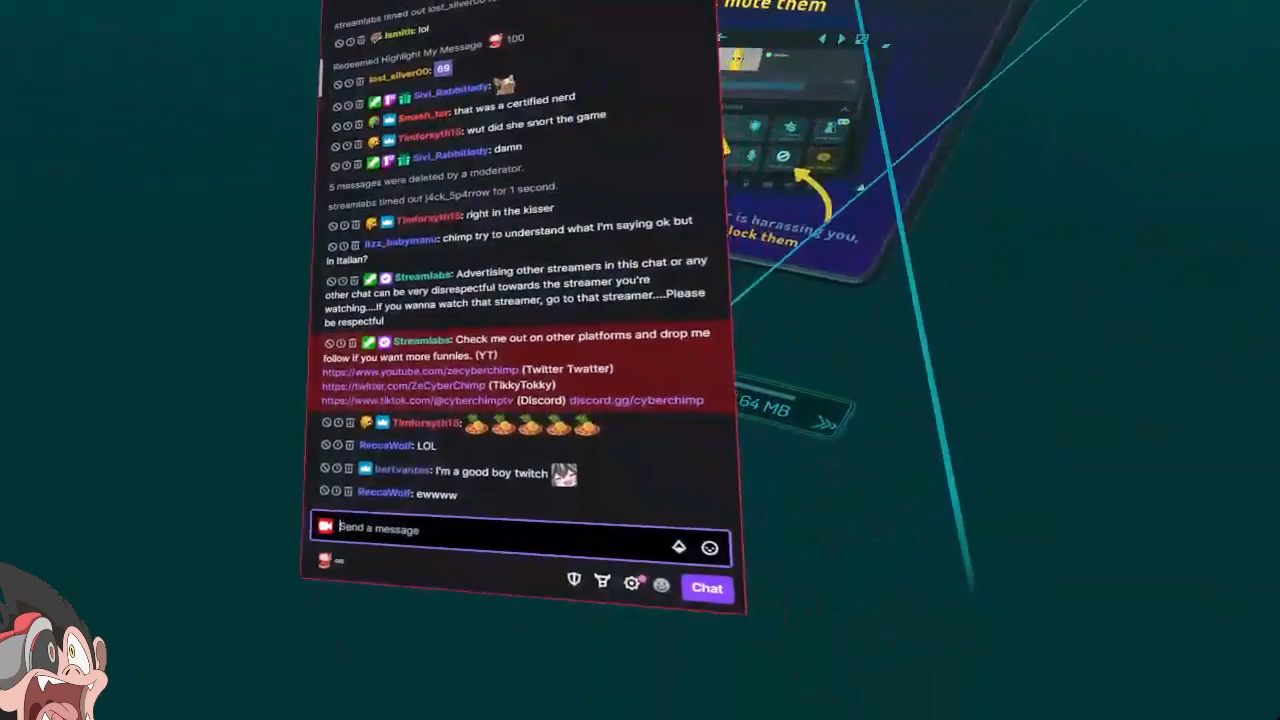 streamlabs timed out lost_silver00
mute them
lsmith: lol
Redeemed Highlight My Message 100
lost_silver00: 69
Sivi_Rabbitlady:
Smash_ter: that was a certified nerd
Timforsyth15: wut did she snort the game
Sivi_Rabbitlady: damn
5 messages were deleted by a moderator.
streamlabs timed out j4ck_5p4rrow for 1 second.
Timforsyth15: right in the kisser
itzz_babymanu: chimp try to understand what I'm saying ok but
in Italian?
is harassing you,
lock them
Streamlabs: Advertising other streamers in this chat or any
other chat can be very disrespectful towards the streamer you're
watching....If you wanna watch that streamer, go to that streamer....Please
be respectful
Streamlabs: Check me out on other platforms and drop me
follow if you want more funnies. (YT)
https://www.youtube.com/zecyberchimp (Twitter Twatter)
https://twitter.com/ZeCyberChimp (TikkyTokky)
https://www.tiktok.com/@cyberchimptv (Discord) discord.gg/cyberchimp
64 MB
Timforsyth15:
ReccaWolf: LOL
bertvantes: I'm a good boy twitch
ReccaWolf: ewwww
Send a message
Chat